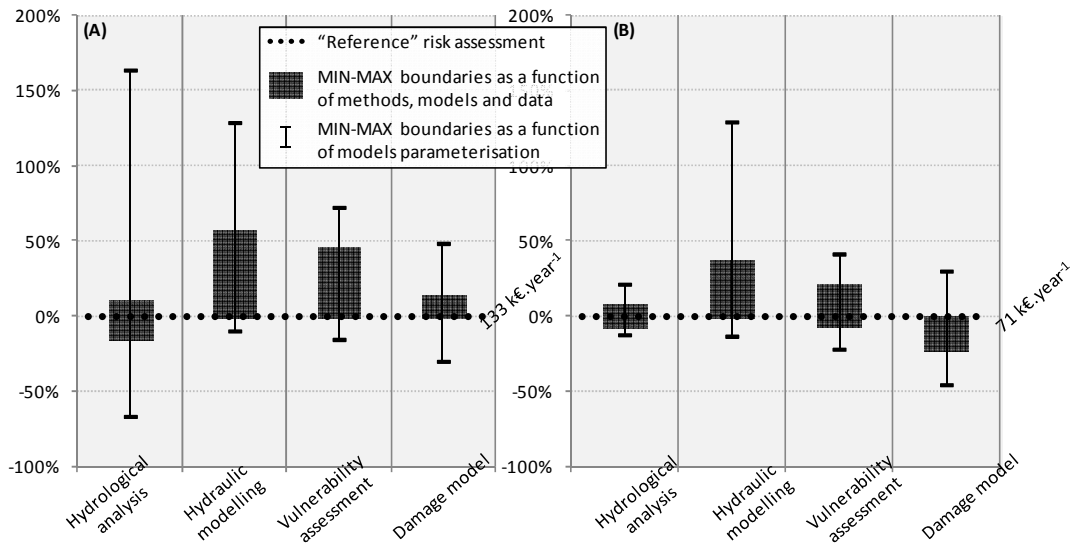 200%
150%
100%
50%
0%
-50%
-100%
(A)
Hydrological
analysis
Hydraulic
modelling
Vulnerability
assessment
Damage model
133 k€.year-1
"Reference" risk assessment
MIN-MAX boundaries as a function
of methods, models and data
MIN-MAX boundaries as a function
of models parameterisation
200%
150%
100%
50%
0%
-50%
-100%
(B)
Hydrological
analysis
Hydraulic
modelling
Vulnerability
assessment
Damage model
71 k€.year-1